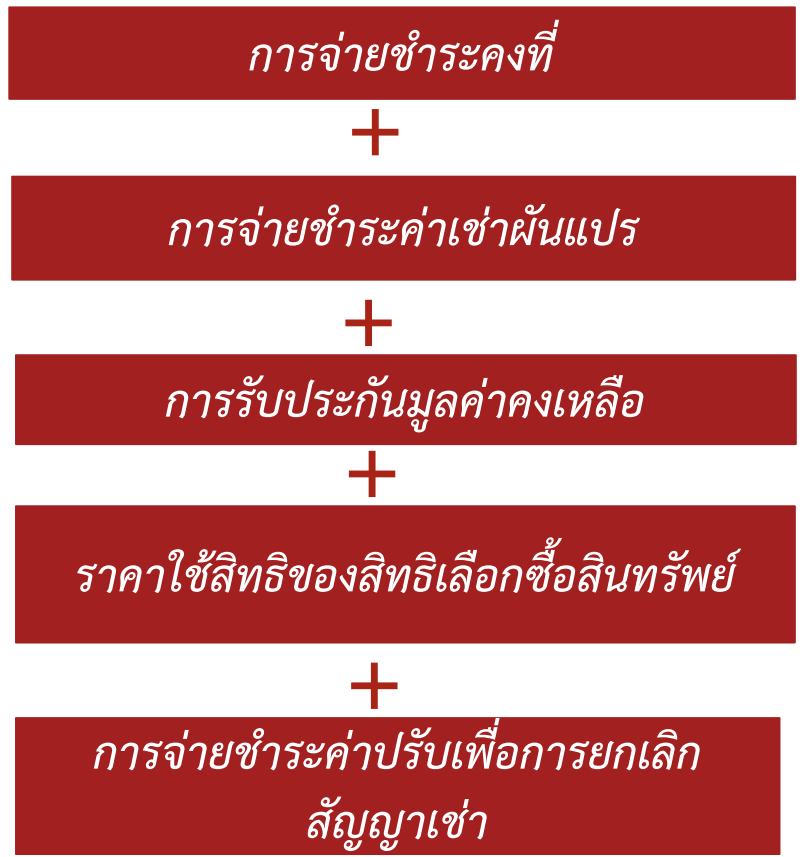 การจ่ายชำระคงที่
+
การจ่ายชำระค่าเช่าผันแปร
+
การรับประกันมูลค่าคงเหลือ
+
ราคาใช้สิทธิของสิทธิเลือกซื้อสินทรัพย์
+
การจ่ายชำระค่าปรับเพื่อการยกเลิก
สัญญาเช่า